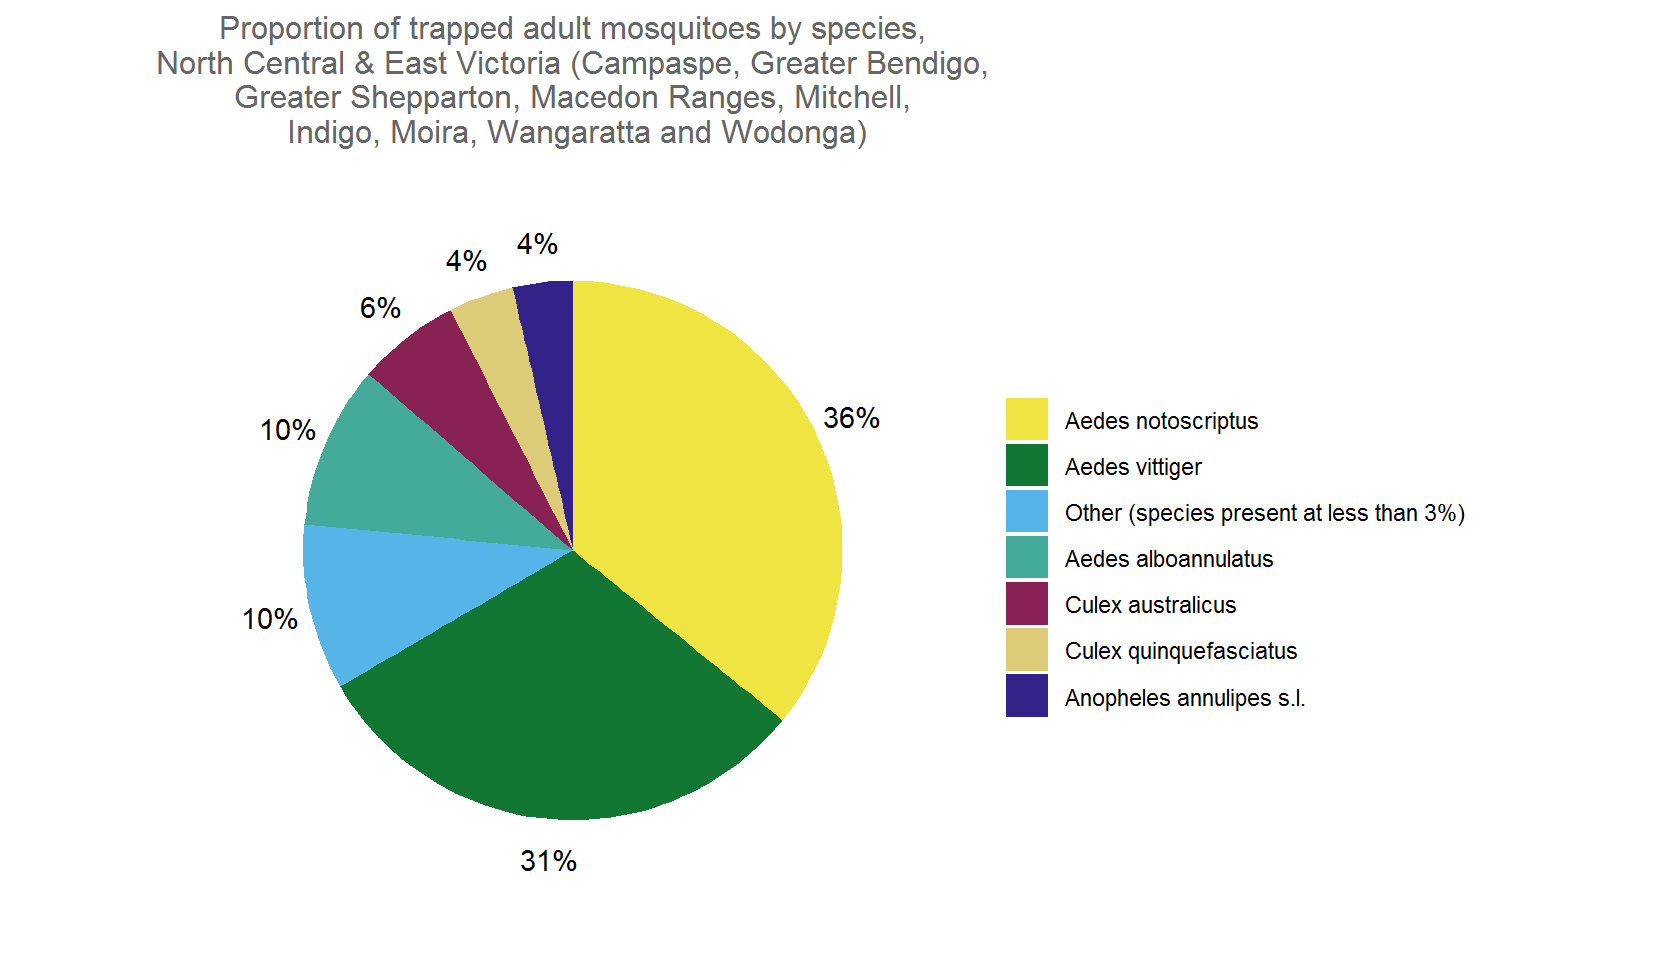 Proportion of trapped adult mosquitoes by species,
North Central & East Victoria (Campaspe, Greater Bendigo,
Greater Shepparton, Macedon Ranges, Mitchell,
Indigo, Moira, Wangaratta and Wodonga)
4%
4%
6%
10%
10%
31%
36%
Aedes notoscriptus
Aedes vittiger
Other (species present at less than 3%)
Aedes alboannulatus
Culex australicus
Culex quinquefasciatus
Anopheles annulipes s.l.